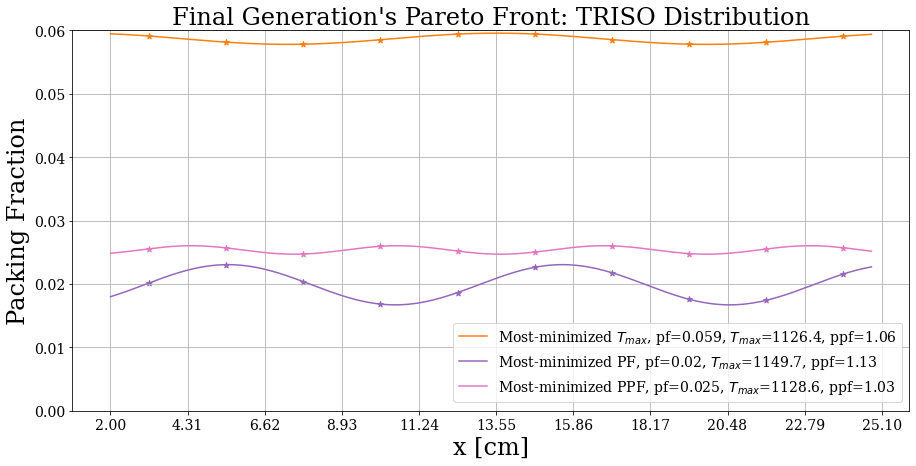 Final Generation's Pareto Front: TRISO Distribution
Packing Fraction
0.06
0.05
0.04
0.03
0.02
0.01
0.00
Most-minimized T_max, pf=0.059, T_max=1126.4, ppf=1.06
Most-minimized PF, pf=0.02, T_max=1149.7, ppf=1.13
Most-minimized PPF, pf=0.025, T_max=1128.6, ppf=1.03
2.00 4.31 6.62 8.93 11.24 13.55 15.86 18.17 20.48 22.79 25.10
x [cm]